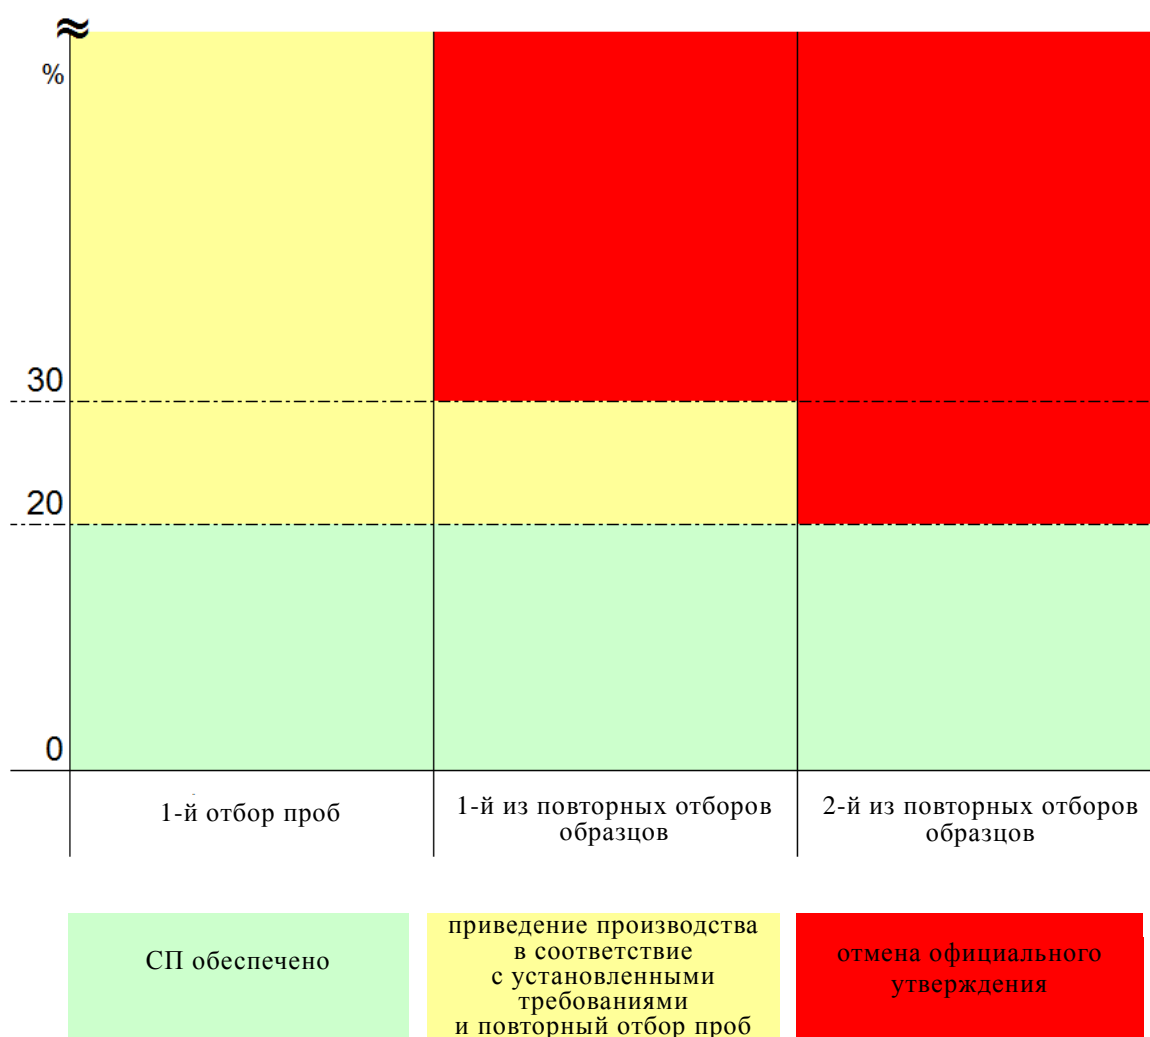 ≈
%
30
20
0
1-й отбор проб
1-й из повторных отборов
образцов
2-й из повторных отборов
образцов
СП обеспечено
приведение производства
в соответствие
с установленными
требованиями
и повторный отбор проб
отмена официального
утверждения